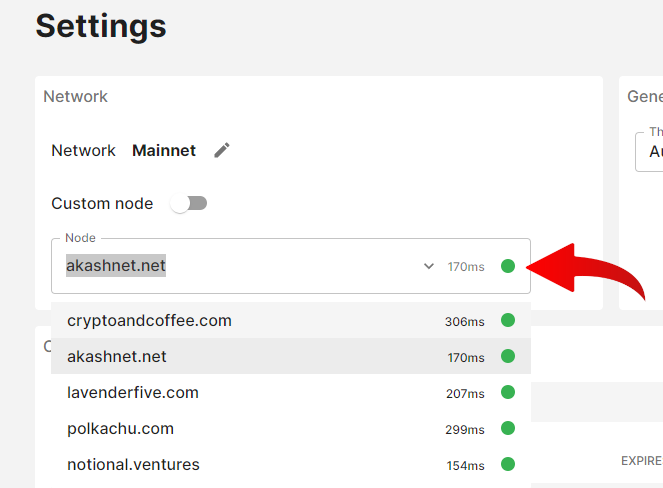 Settings
Network
Gene
Network Mainnet
Th
Au
Custom node
Node
akashnet.net 170ms
cryptoandcoffee.com 306ms
akashnet.net 170ms
lavenderfive.com 207ms
polkachu.com 299ms
EXPIRE
notional.ventures 154ms